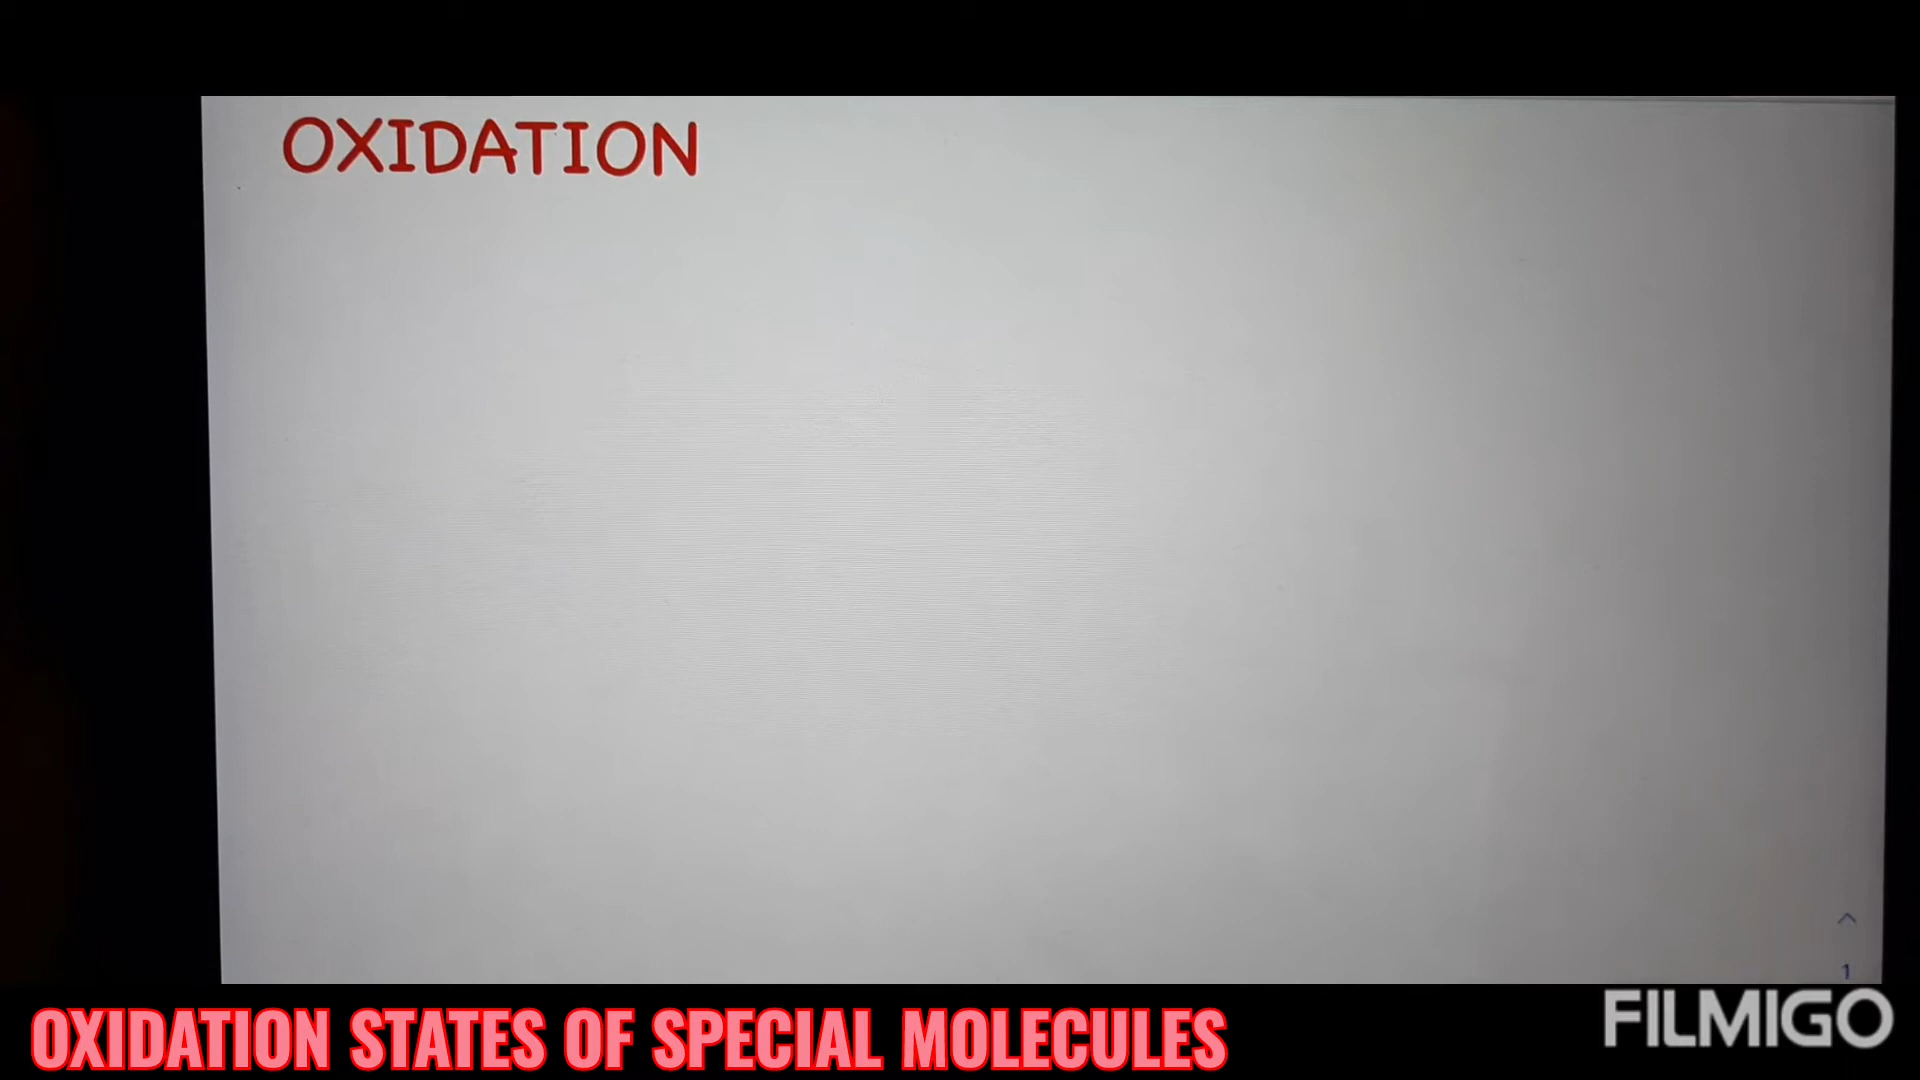 OXIDATION
^
1
OXIDATION STATES OF SPECIAL MOLECULES
FILMIGO